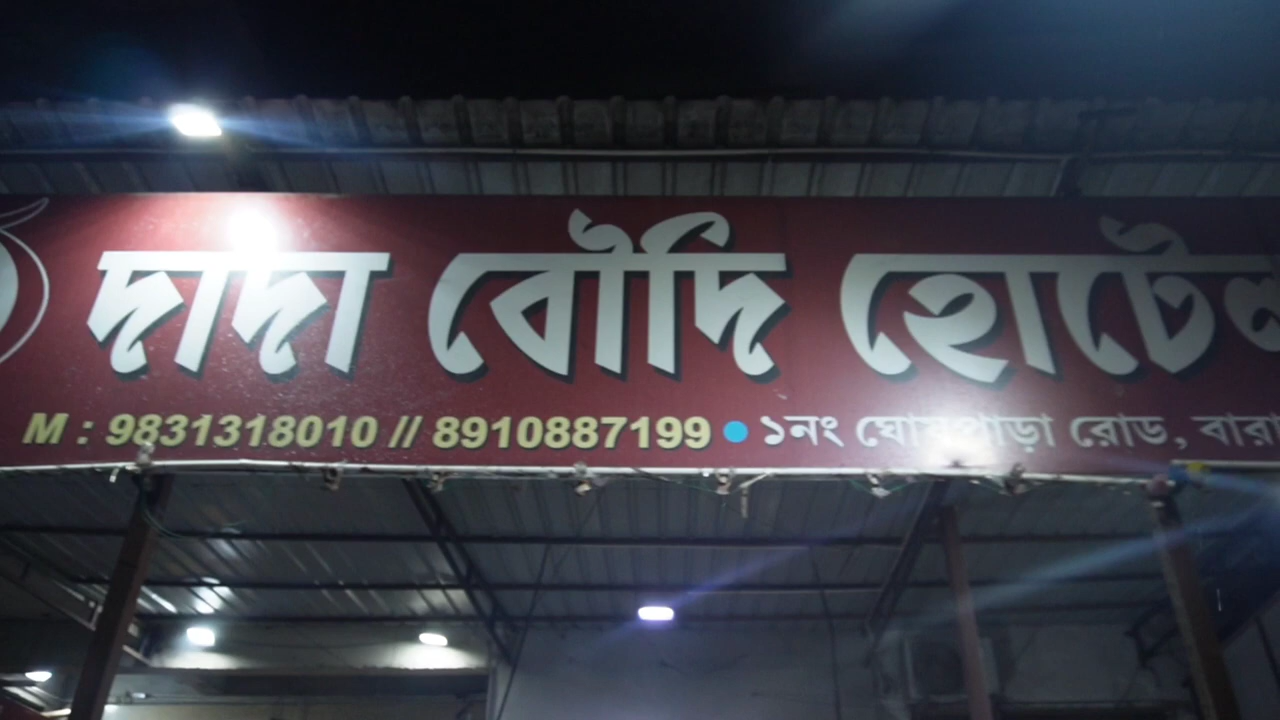 দাদা বৌদি হোটেল
M : 9831318010 // 8910887199 ১নং ঘোষপাড়া রোড,